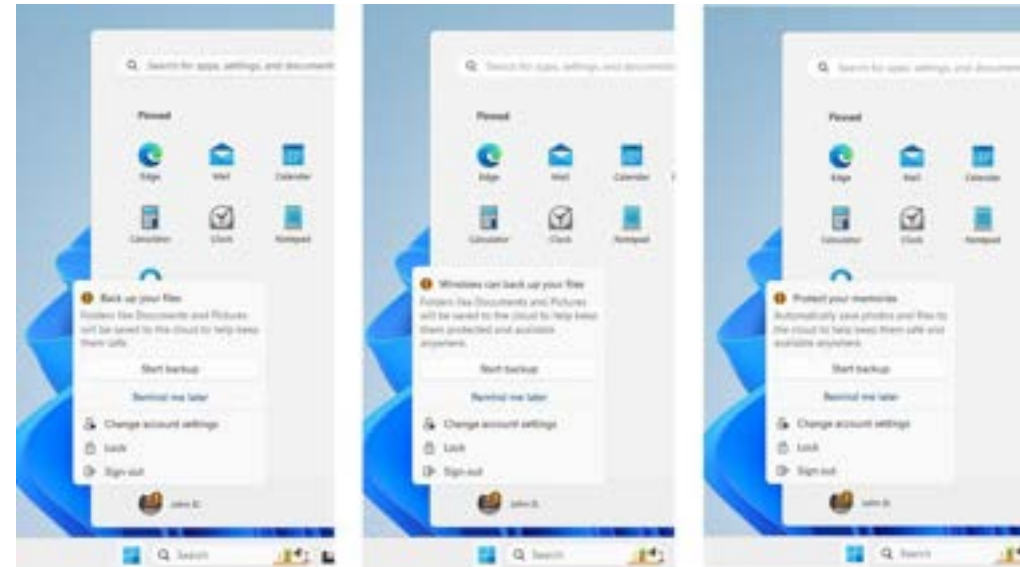 Search for apps, settings, and documents
Pinned
Edge
Mail
Calendar
Calculator
Clock
Notepad
Back up your files
Folders like Documents and Pictures
will be saved to the cloud to help keep
them safe.
Start backup
Remind me later
Change account settings
Lock
Sign out
John D.
Search
Search for apps, settings, and documents
Pinned
Edge
Mail
Calendar
Calculator
Clock
Notepad
Windows can back up your files
Folders like Documents and Pictures
will be saved to the cloud to help keep
them protected and available
anywhere.
Start backup
Remind me later
Change account settings
Lock
Sign out
John D.
Search
Search for apps, settings, and documents
Pinned
Edge
Mail
Calendar
Calculator
Clock
Notepad
Protect your memories
Automatically save photos and files to
the cloud to help keep them safe and
available anywhere.
Start backup
Remind me later
Change account settings
Lock
Sign out
John D.
Search